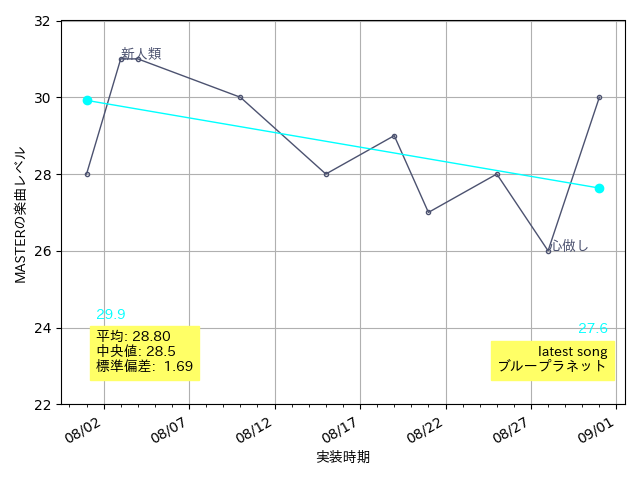 32
30
28
26
24
22
MASTERの楽曲レベル
新人類
心做し
29.9
平均: 28.80
中央値: 28.5
標準偏差: 1.69
27.6
latest song
ブループラネット
08/02
08/07
08/12
08/17
08/22
08/27
09/01
実装時期